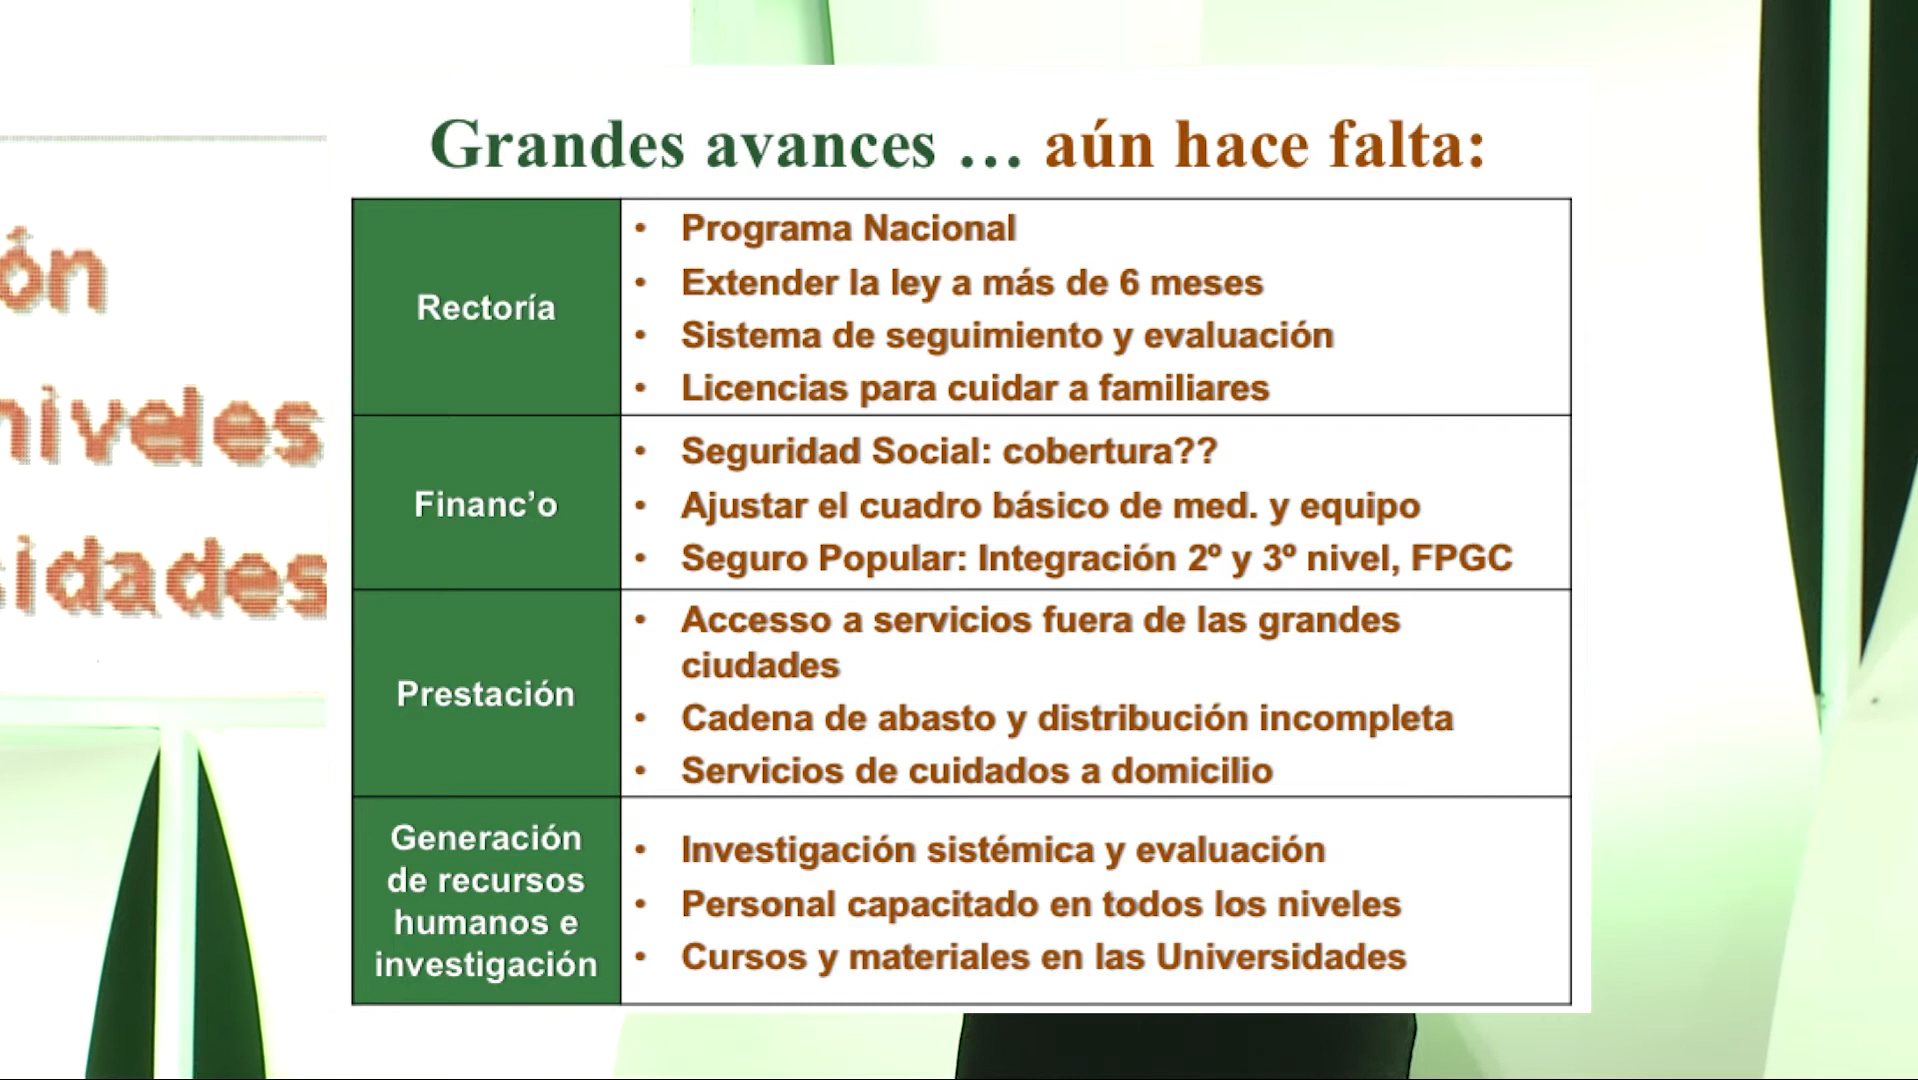 Grandes avances … aún hace falta:
Rectoría
• Programa Nacional
• Extender la ley a más de 6 meses
• Sistema de seguimiento y evaluación
• Licencias para cuidar a familiares
Financ’o
• Seguridad Social: cobertura??
• Ajustar el cuadro básico de med. y equipo
• Seguro Popular: Integración 2º y 3º nivel, FPGC
Prestación
• Accesso a servicios fuera de las grandes
ciudades
• Cadena de abasto y distribución incompleta
• Servicios de cuidados a domicilio
Generación
de recursos
humanos e
investigación
• Investigación sistémica y evaluación
• Personal capacitado en todos los niveles
• Cursos y materiales en las Universidades
ón
niveles
sidades